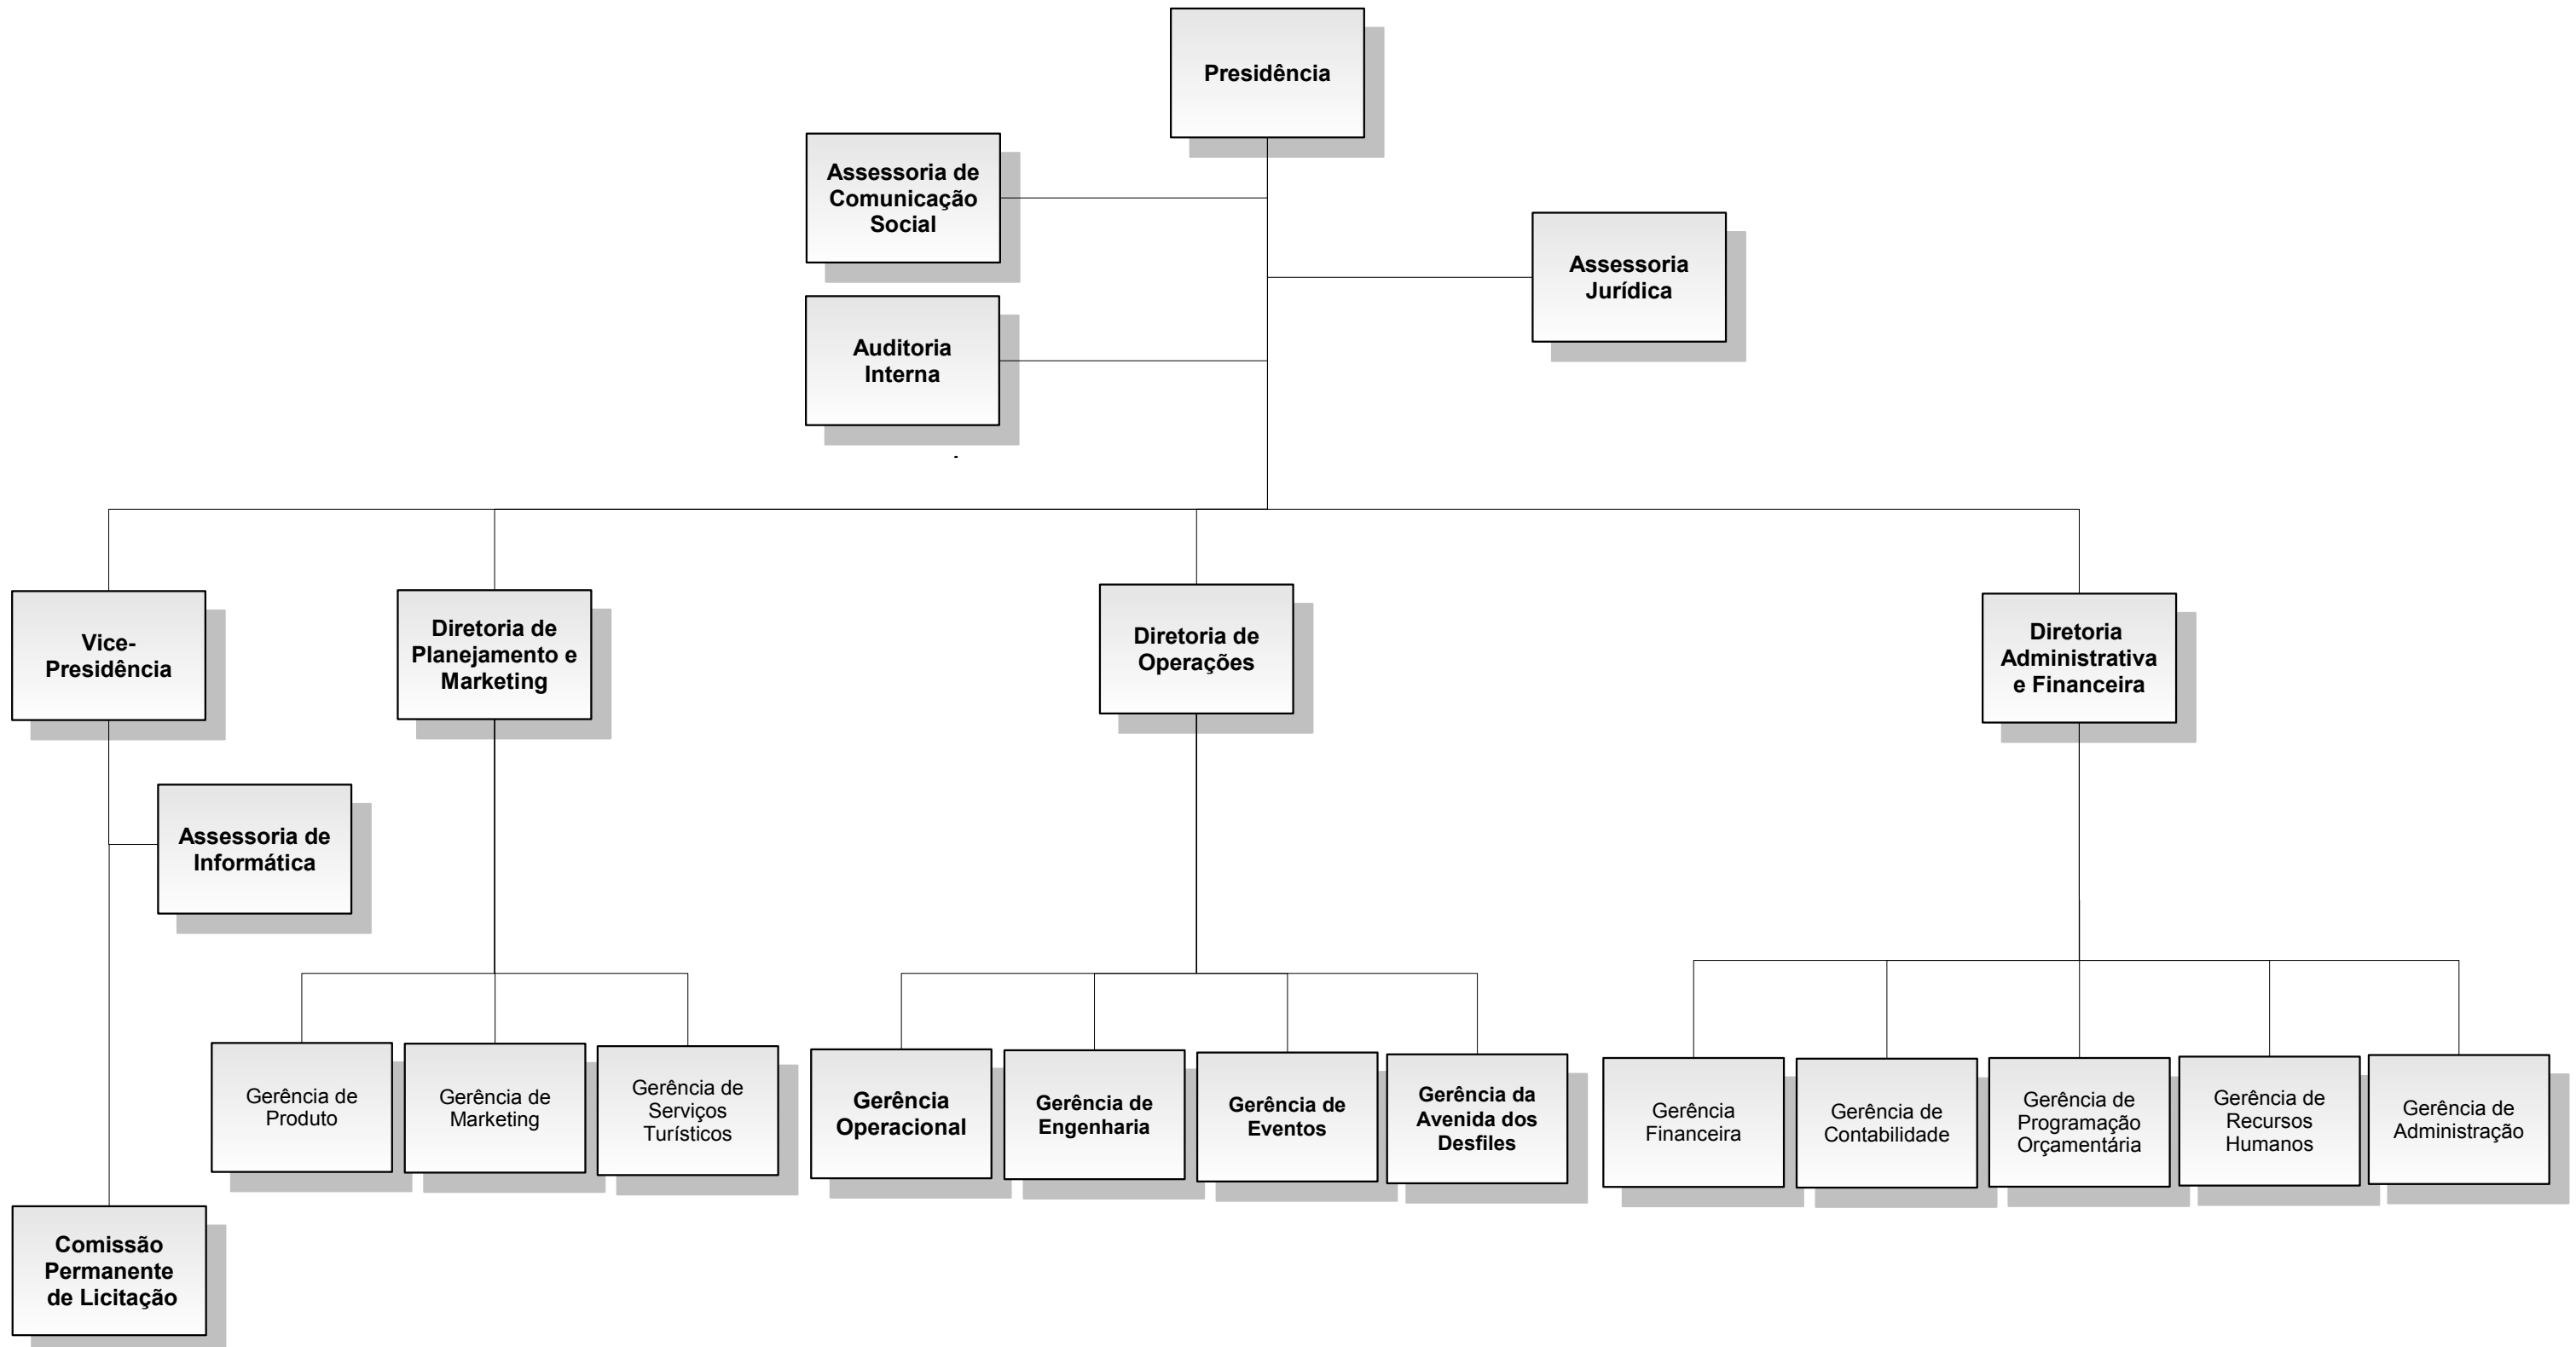 Presidência
Assessoria de
Comunicação
Social
Assessoria
Jurídica
Auditoria
Interna
Vice-
Presidência
Diretoria de
Planejamento e
Marketing
Diretoria de
Operações
Diretoria
Administrativa
e Financeira
Assessoria de
Informática
Gerência de
Produto
Gerência de
Marketing
Gerência de
Serviços
Turísticos
Gerência
Operacional
Gerência de
Engenharia
Gerência de
Eventos
Gerência da
Avenida dos
Desfiles
Gerência
Financeira
Gerência de
Contabilidade
Gerência de
Programação
Orçamentária
Gerência de
Recursos
Humanos
Gerência de
Administração
Comissão
Permanente
de Licitação